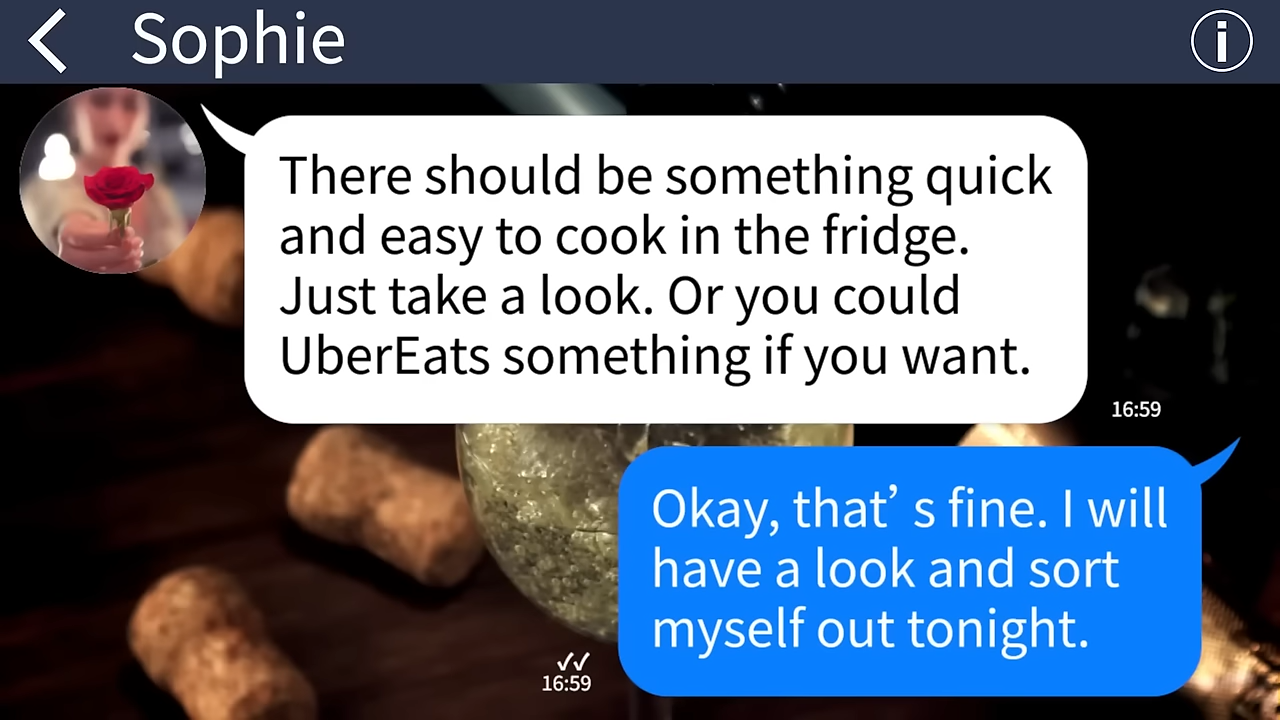 Sophie
There should be something quick
and easy to cook in the fridge.
Just take a look. Or you could
UberEats something if you want.
16:59
Okay, that’ s fine. I will
have a look and sort
myself out tonight.
16:59